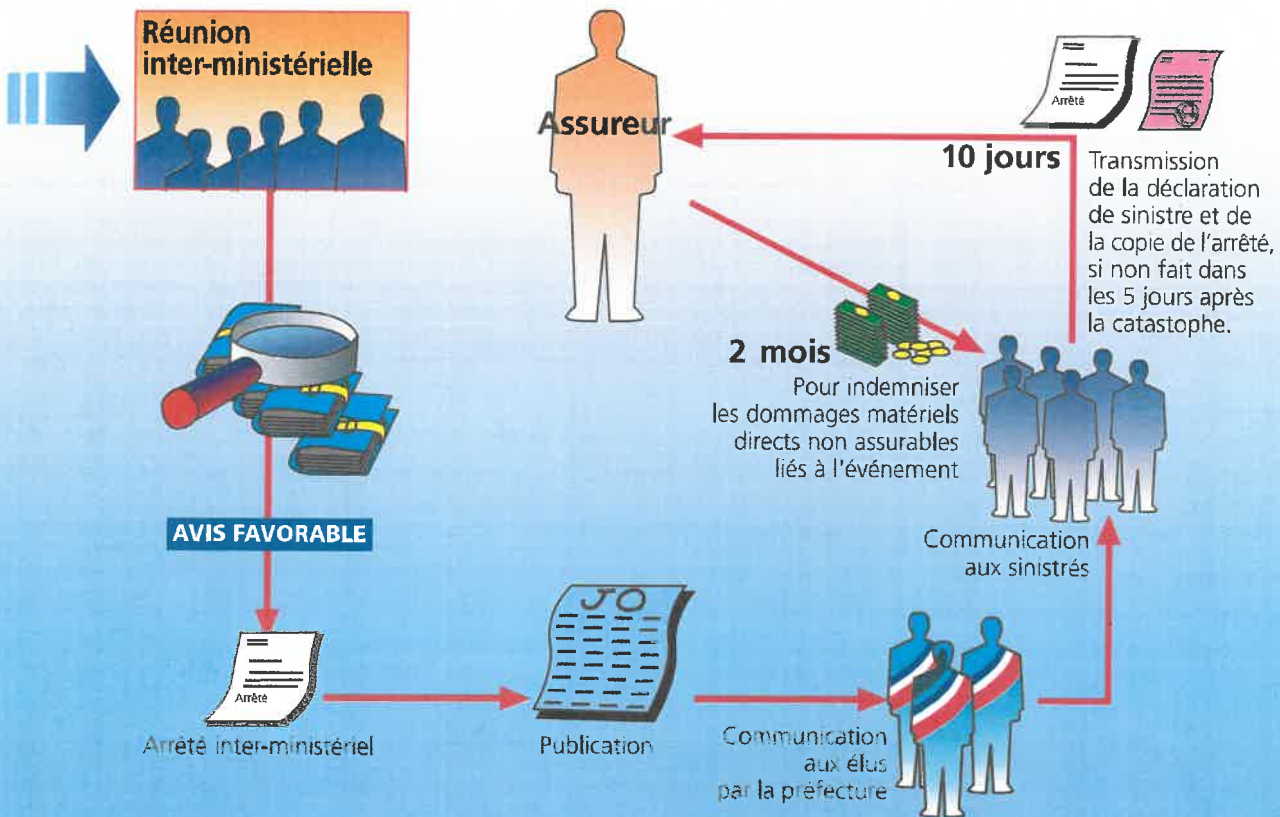 Réunion
inter-ministérielle
Assureur
Arrêté
10 jours
Transmission
de la déclaration
de sinistre et de
la copie de l'arrêté,
si non fait dans
les 5 jours après
la catastrophe.
2 mois
Pour indemniser
les dommages matériels
directs non assurables
liés à l'événement
AVIS FAVORABLE
Communication
aux sinistrés
JO
Arrêté
Arrêté inter-ministériel
Publication
Communication
aux élus
par la préfecture